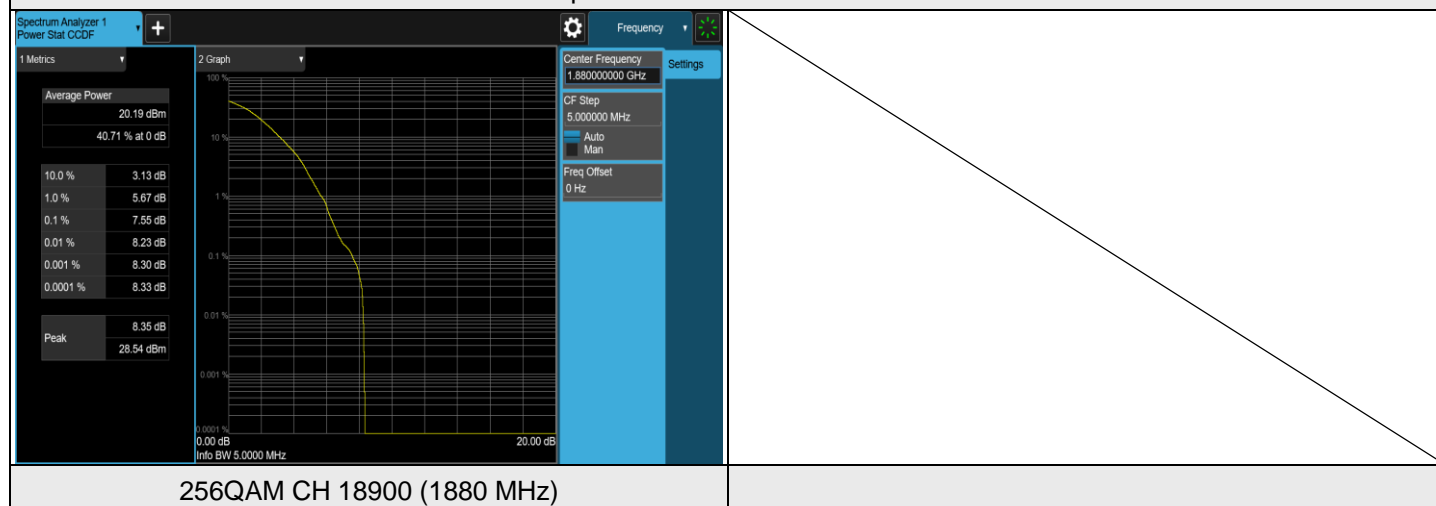 Spectrum Analyzer 1
Power Stat CCDF
+
Frequency
1 Metrics
2 Graph
Average Power
20.19 dBm
40.71 % at 0 dB
10.0 % 3.13 dB
1.0 % 5.67 dB
0.1 % 7.55 dB
0.01 % 8.23 dB
0.001 % 8.30 dB
0.0001 % 8.33 dB
Peak 8.35 dB
28.54 dBm
100 %
10 %
1 %
0.1 %
0.01 %
0.001 %
0.0001 %
0.00 dB 20.00 dB
Info BW 5.0000 MHz
Center Frequency
1.880000000 GHz
Settings
CF Step
5.000000 MHz
Auto
Man
Freq Offset
0 Hz
256QAM CH 18900 (1880 MHz)